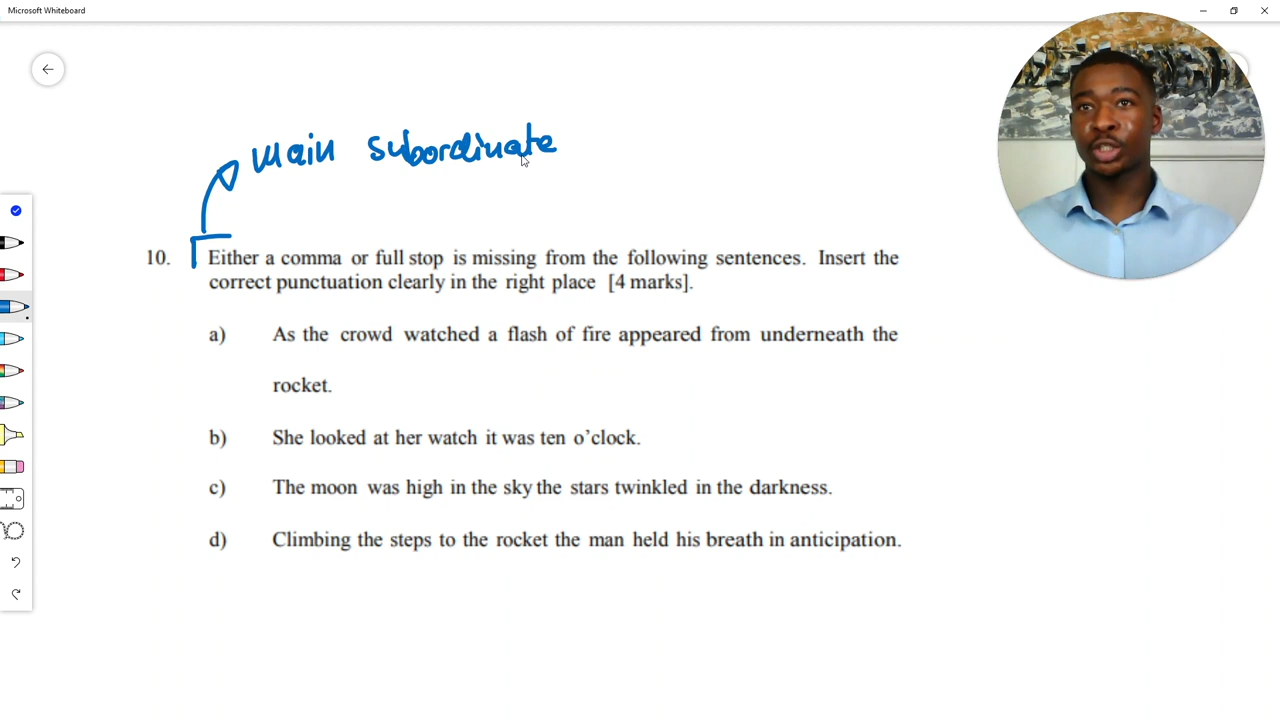 Microsoft Whiteboard
main subordinate
10. Either a comma or full stop is missing from the following sentences. Insert the
correct punctuation clearly in the right place [4 marks].
a) As the crowd watched a flash of fire appeared from underneath the
rocket.
b) She looked at her watch it was ten o’clock.
c) The moon was high in the sky the stars twinkled in the darkness.
d) Climbing the steps to the rocket the man held his breath in anticipation.